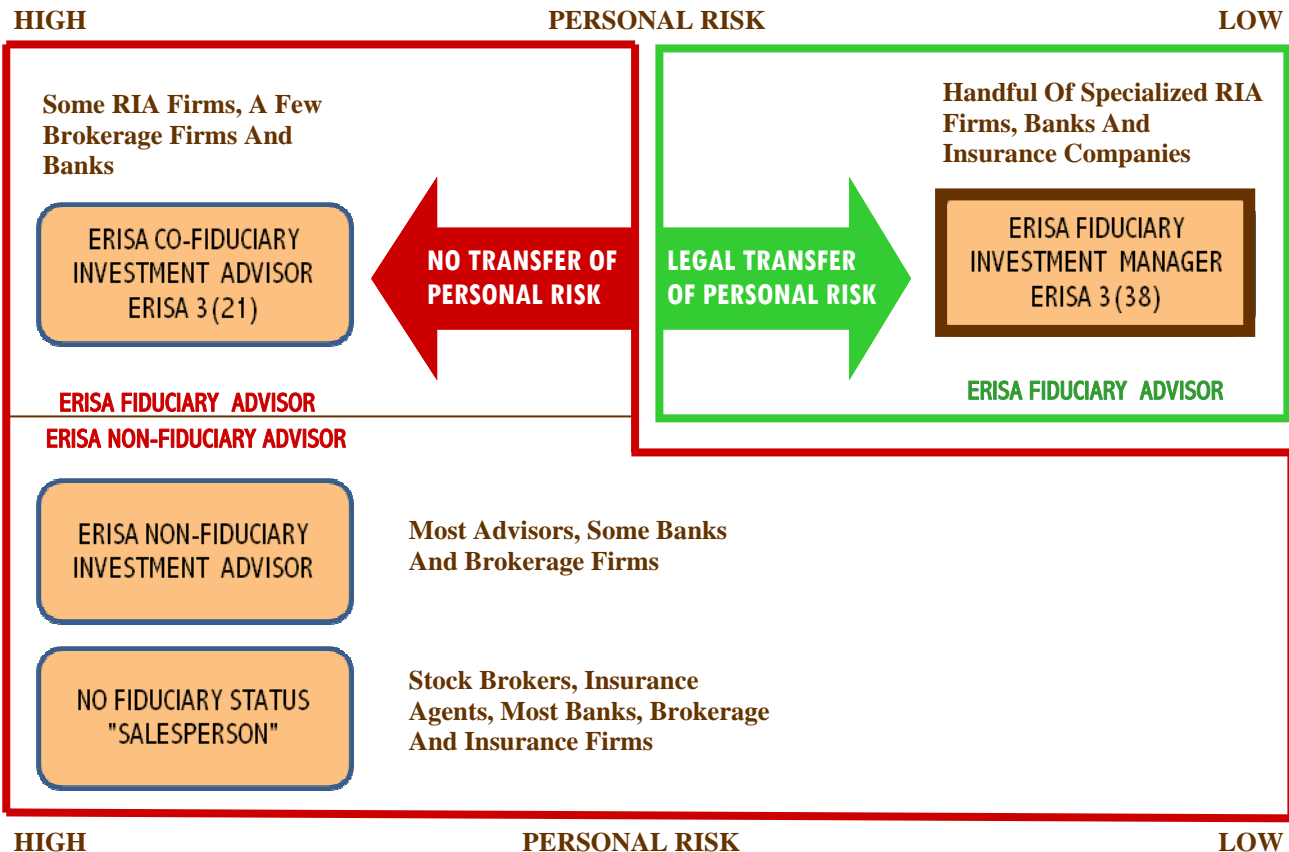 HIGH PERSONAL RISK LOW
Some RIA Firms, A Few
Brokerage Firms And
Banks
ERISA CO-FIDUCIARY
INVESTMENT ADVISOR
ERISA 3(21)
NO TRANSFER OF
PERSONAL RISK
LEGAL TRANSFER
OF PERSONAL RISK
Handful Of Specialized RIA
Firms, Banks And
Insurance Companies
ERISA FIDUCIARY
INVESTMENT MANAGER
ERISA 3(38)
ERISA FIDUCIARY ADVISOR
ERISA FIDUCIARY ADVISOR
ERISA NON-FIDUCIARY ADVISOR
ERISA NON-FIDUCIARY
INVESTMENT ADVISOR
Most Advisors, Some Banks
And Brokerage Firms
NO FIDUCIARY STATUS
"SALESPERSON"
Stock Brokers, Insurance
Agents, Most Banks, Brokerage
And Insurance Firms
HIGH PERSONAL RISK LOW